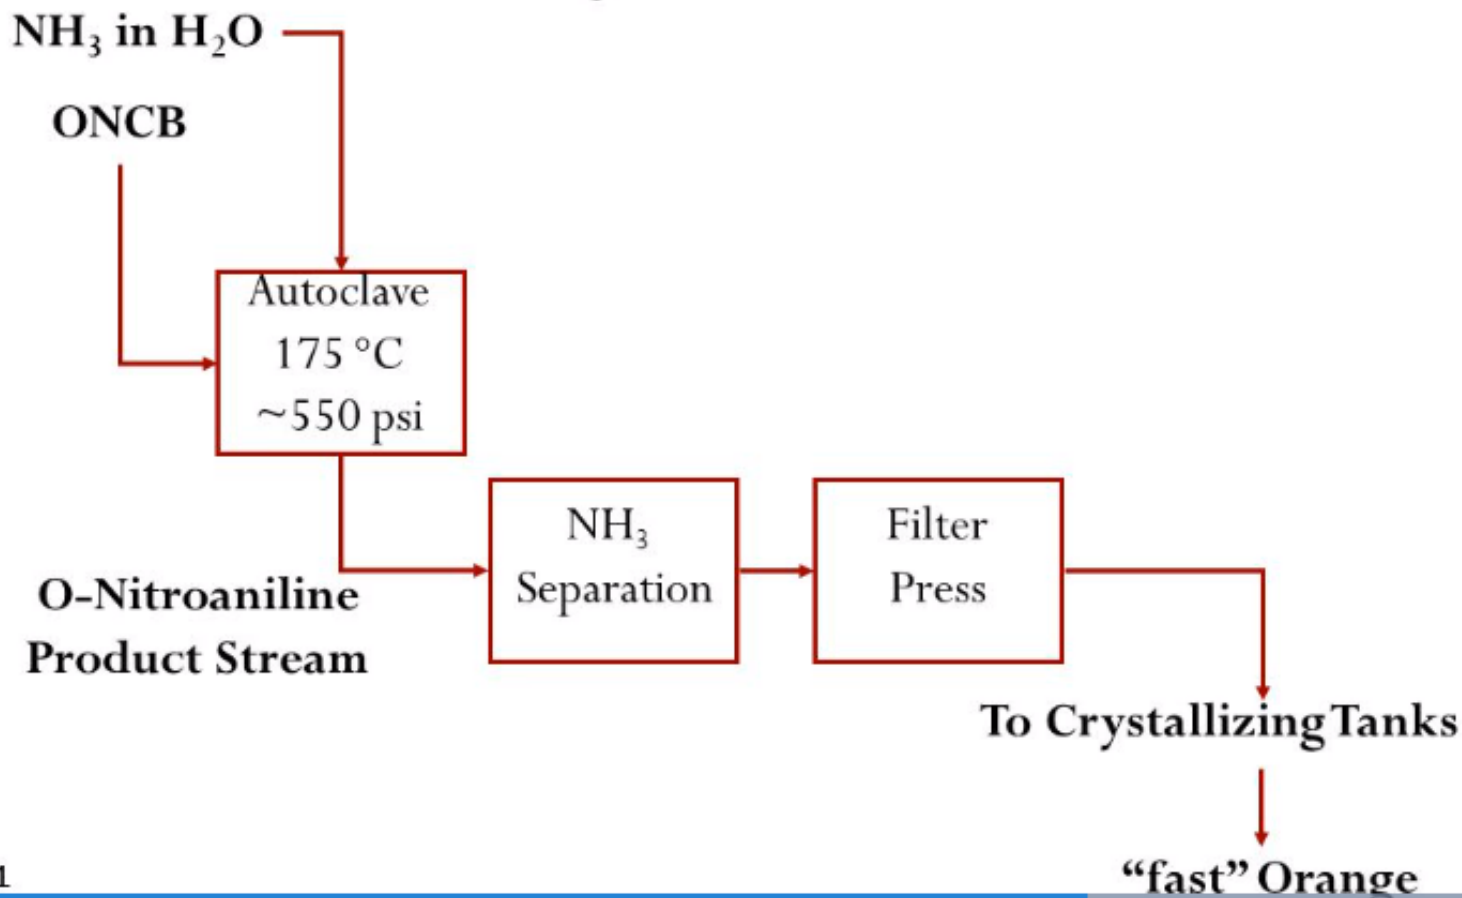 NH₃ in H₂O
ONCB
Autoclave
175 °C
~550 psi
NH₃
Separation
Filter
Press
O-Nitroaniline
Product Stream
To Crystallizing Tanks
“fast” Orange
1